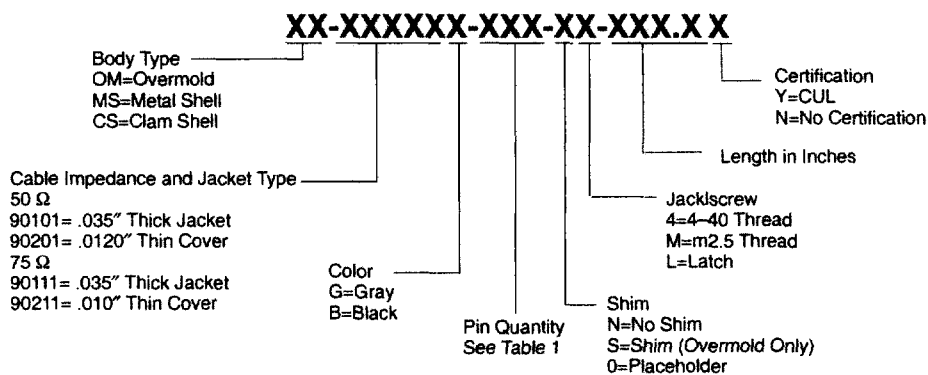 XX-XXXXXX-XXX-XX-XXX.X X
Body Type
OM=Overmold
MS=Metal Shell
CS=Clam Shell
Certification
Y=CUL
N=No Certification
Length in Inches
Cable Impedance and Jacket Type
50 Ω
90101= .035″ Thick Jacket
90201= .0120″ Thin Cover
75 Ω
90111= .035″ Thick Jacket
90211= .010″ Thin Cover
Jacklscrew
4=4–40 Thread
M=m2.5 Thread
L=Latch
Color
G=Gray
B=Black
Pin Quantity
See Table 1
Shim
N=No Shim
S=Shim (Overmold Only)
0=Placeholder